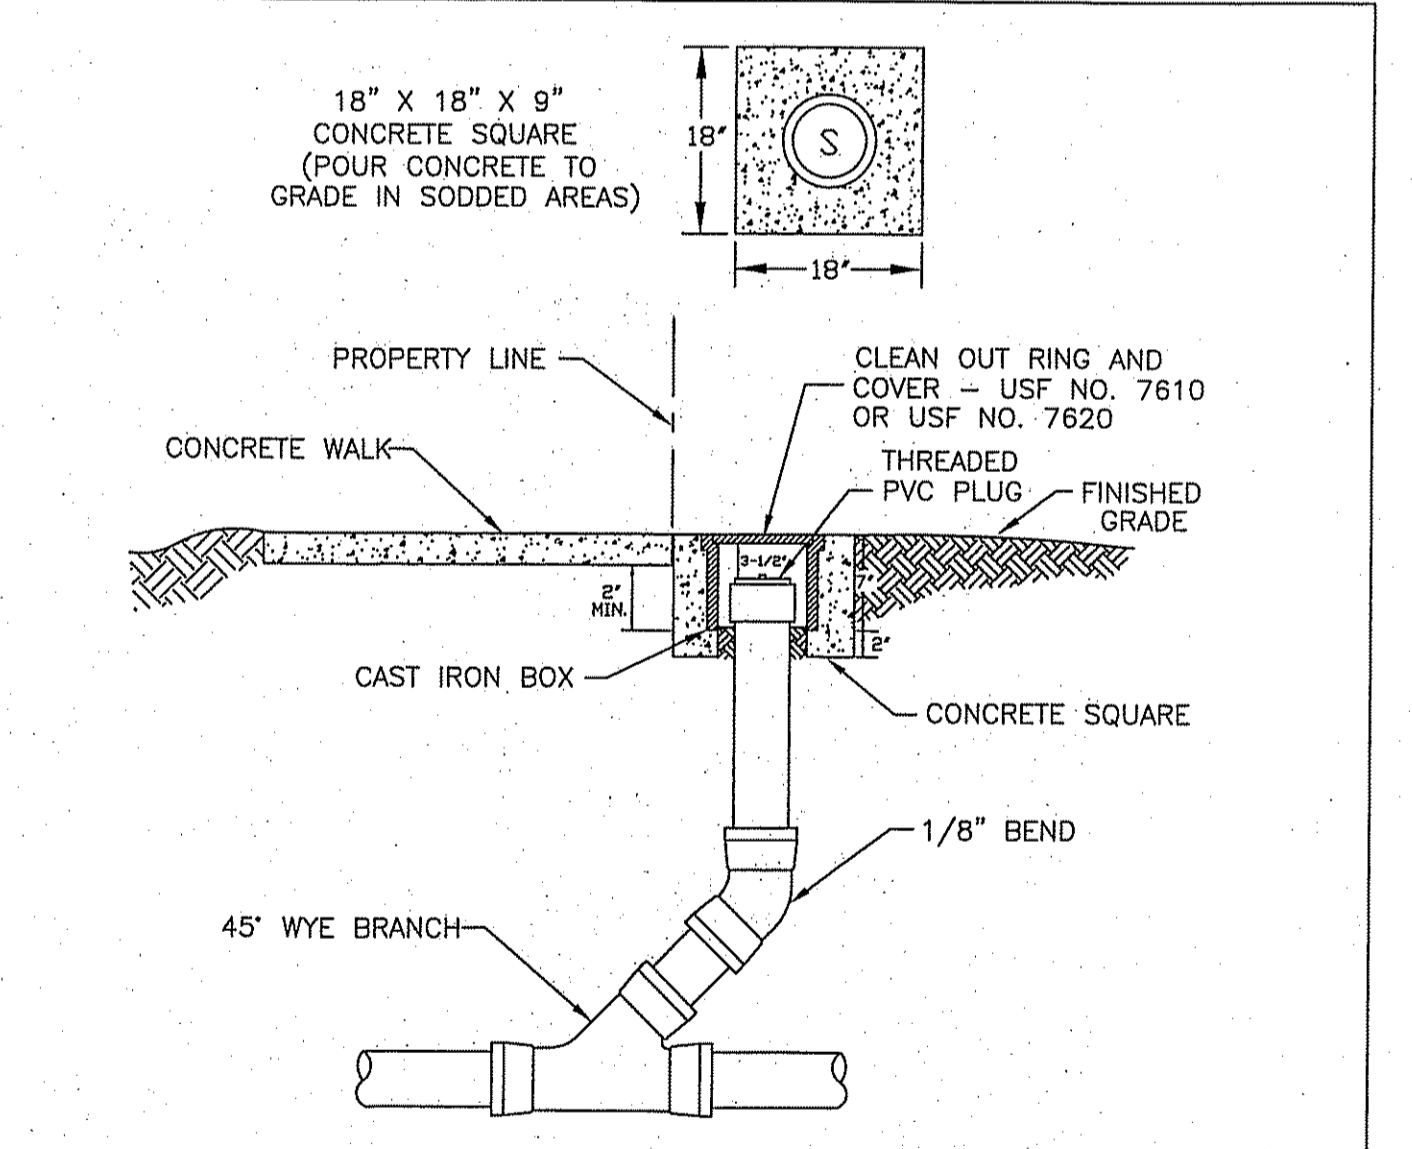 18" X 18" X 9"
CONCRETE SQUARE
(POUR CONCRETE TO
GRADE IN SODDED AREAS)
18"
S
18"
PROPERTY LINE
CLEAN OUT RING AND
COVER – USF NO. 7610
OR USF NO. 7620
CONCRETE WALK
THREADED
PVC PLUG
FINISHED
GRADE
3-1/2"
2"
MIN.
7"
2"
CAST IRON BOX
CONCRETE SQUARE
1/8" BEND
45° WYE BRANCH